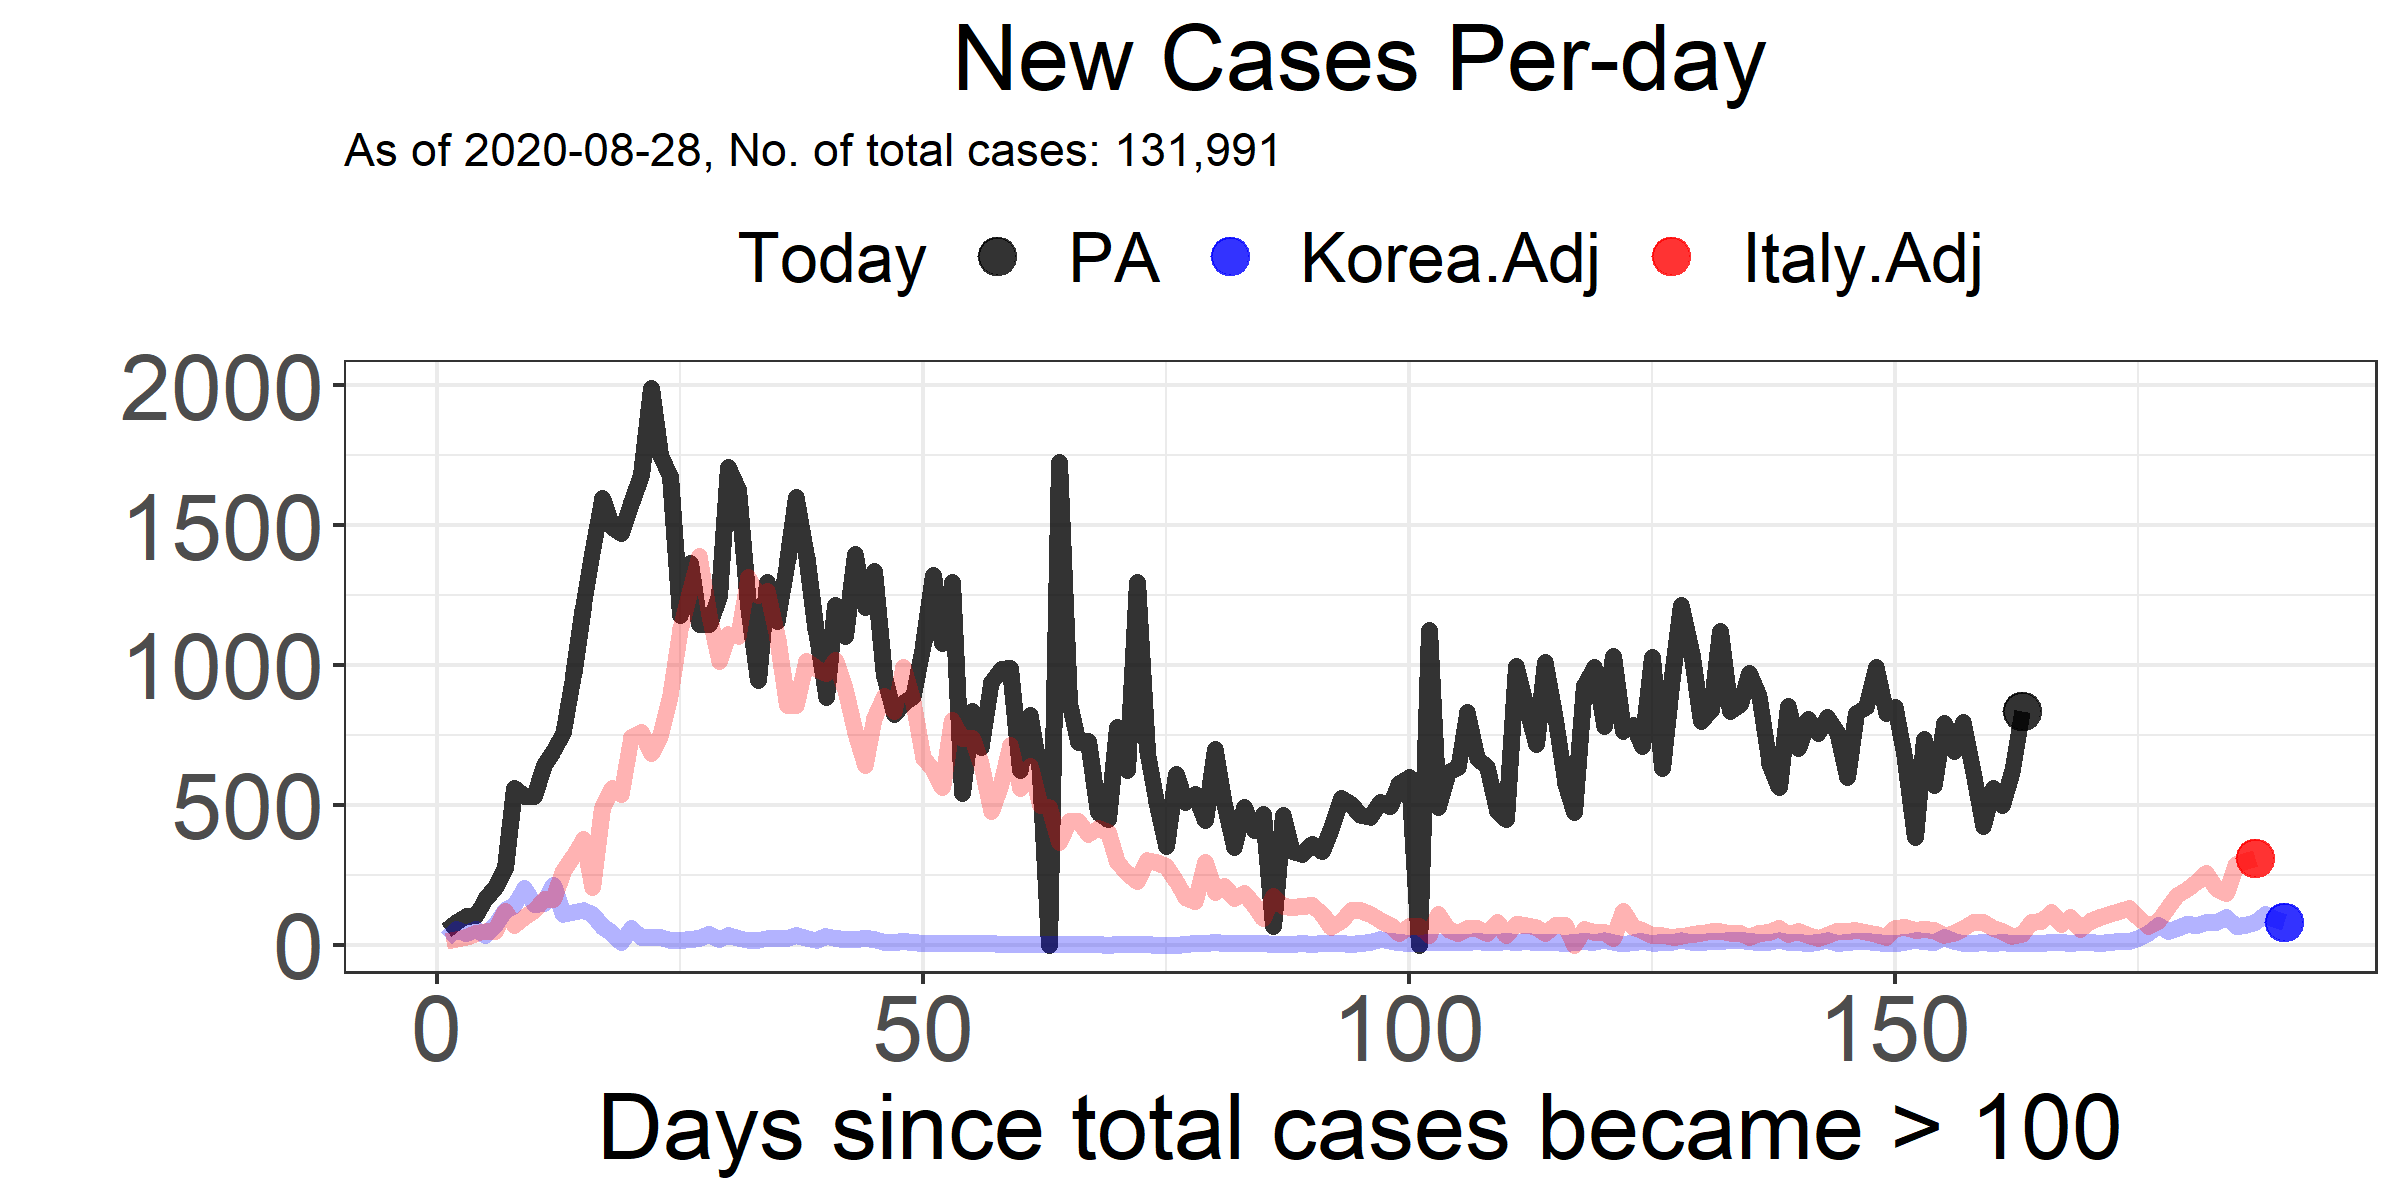 New Cases Per-day
As of 2020-08-28, No. of total cases: 131,991
Today PA Korea.Adj Italy.Adj
2000
1500
1000
500
0
0 50 100 150
Days since total cases became > 100